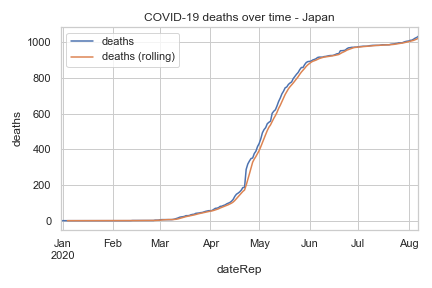 COVID-19 deaths over time - Japan
deaths
deaths (rolling)
1000
800
600
400
200
0
deaths
Jan Feb Mar Apr May Jun Jul Aug
2020
dateRep